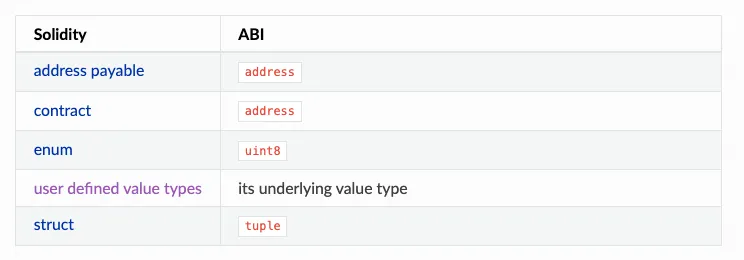 Solidity ABI
address payable address
contract address
enum uint8
user defined value types its underlying value type
struct tuple